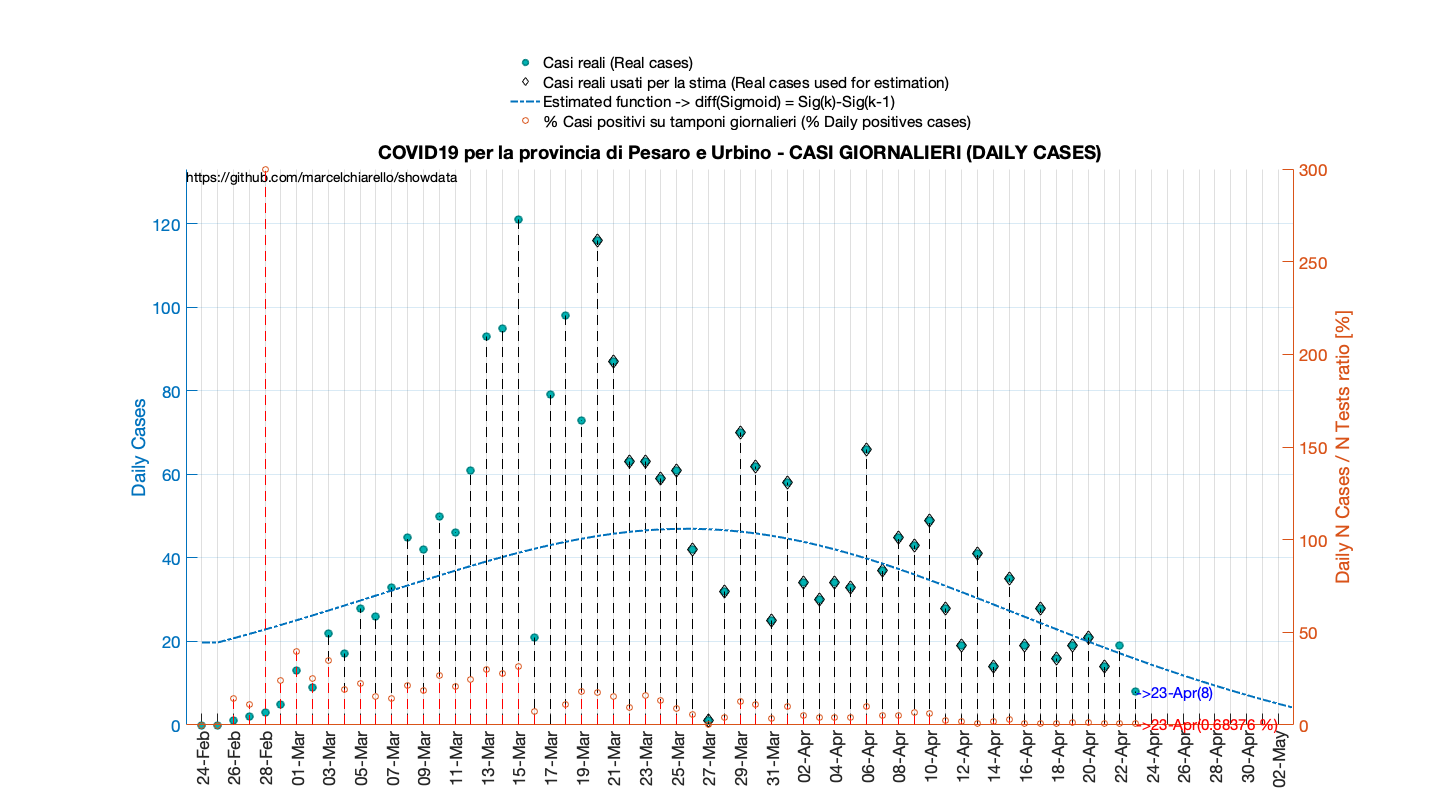 Casi reali (Real cases)
Casi reali usati per la stima (Real cases used for estimation)
Estimated function -> diff(Sigmoid) = Sig(k)-Sig(k-1)
% Casi positivi su tamponi giornalieri (% Daily positives cases)
COVID19 per la provincia di Pesaro e Urbino - CASI GIORNALIERI (DAILY CASES)
https://github.com/marcelchiarello/showdata
Daily Cases
120
100
80
60
40
20
0
300
250
200
150
100
50
0
Daily N Cases / N Tests ratio [%]
->23-Apr(8)
->23-Apr(0.68376 %)
24-Feb
26-Feb
28-Feb
01-Mar
03-Mar
05-Mar
07-Mar
09-Mar
11-Mar
13-Mar
15-Mar
17-Mar
19-Mar
21-Mar
23-Mar
25-Mar
27-Mar
29-Mar
31-Mar
02-Apr
04-Apr
06-Apr
08-Apr
10-Apr
12-Apr
14-Apr
16-Apr
18-Apr
20-Apr
22-Apr
24-Apr
26-Apr
28-Apr
30-Apr
02-May